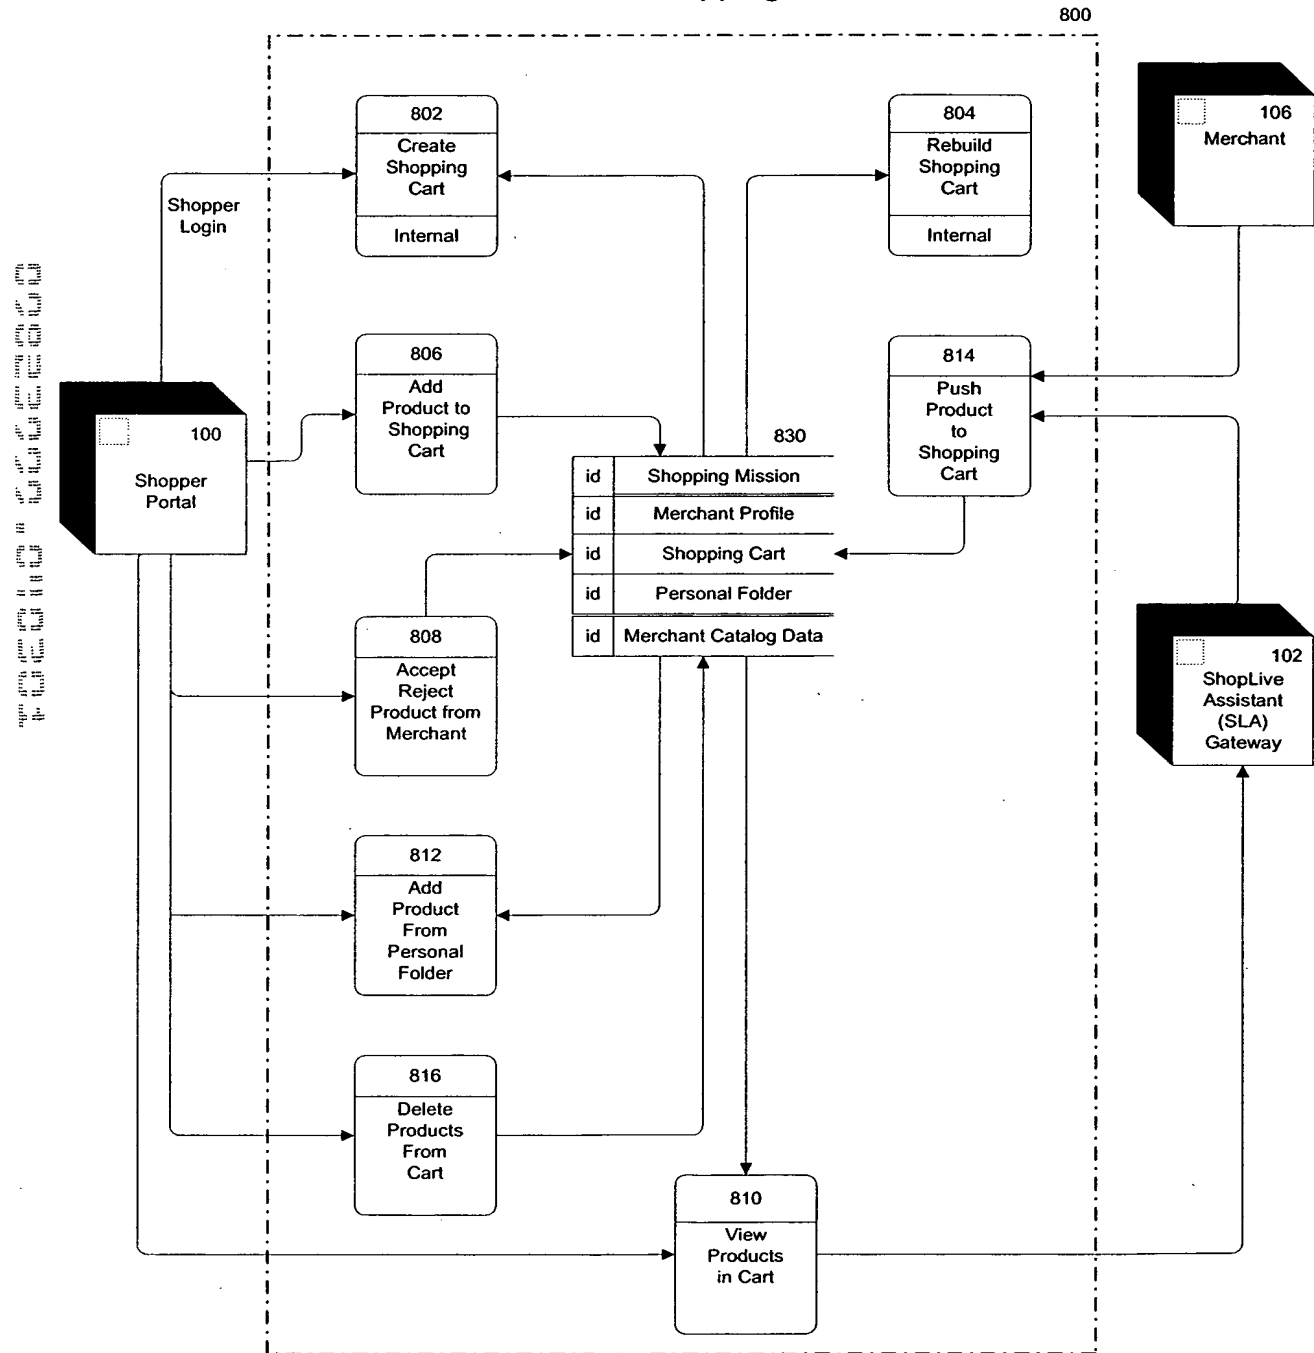 800
802
Create
Shopping
Cart
Internal
804
Rebuild
Shopping
Cart
Internal
106
Merchant
Shopper
Login
806
Add
Product to
Shopping
Cart
814
Push
Product
to
Shopping
Cart
100
Shopper
Portal
830
id Shopping Mission
id Merchant Profile
id Shopping Cart
id Personal Folder
id Merchant Catalog Data
808
Accept
Reject
Product from
Merchant
102
ShopLive
Assistant
(SLA)
Gateway
812
Add
Product
From
Personal
Folder
816
Delete
Products
From
Cart
810
View
Products
in Cart